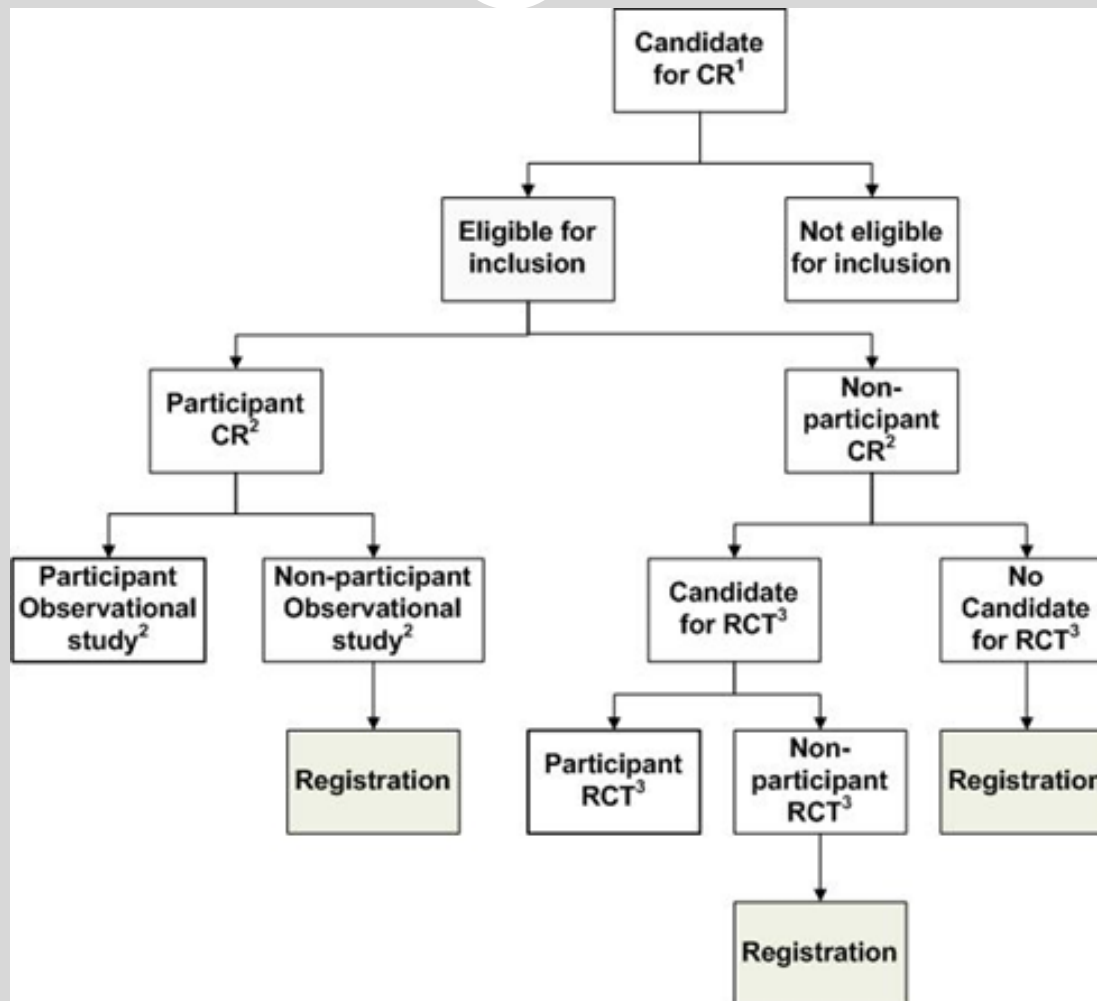 Candidate
for CR¹
Eligible for
inclusion
Not eligible
for inclusion
Participant
CR²
Non-
participant
CR²
Participant
Observational
study²
Non-participant
Observational
study²
Candidate
for RCT³
No
Candidate
for RCT³
Registration
Participant
RCT³
Non-
participant
RCT³
Registration
Registration